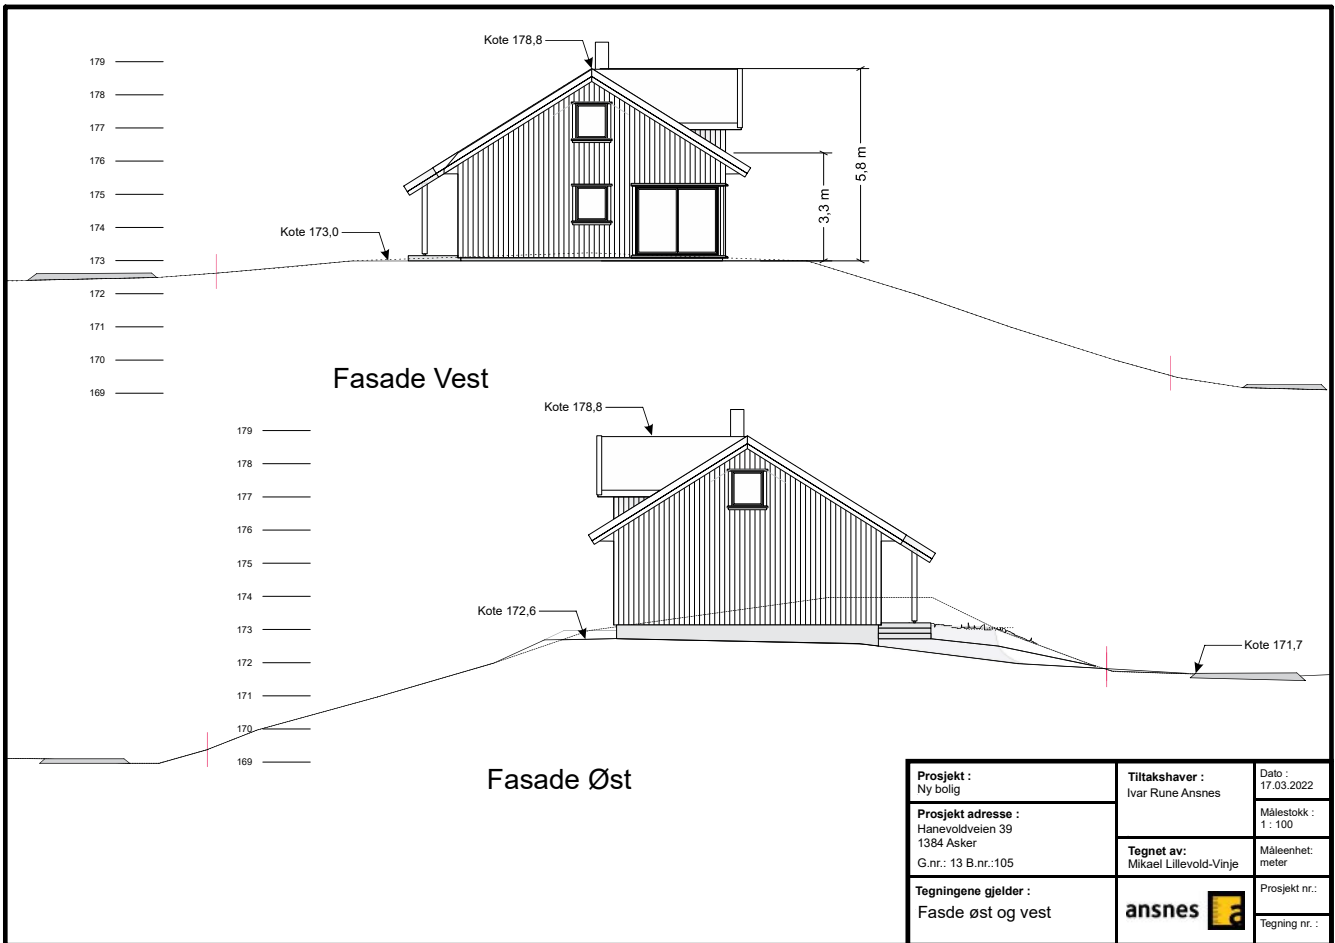 Kote 178,8
179
178
177
176
175
174
173
172
171
170
169
Kote 173,0
3,3 m
5,8 m
Fasade Vest
Kote 178,8
179
178
177
176
175
174
173
172
171
170
169
Kote 172,6
Kote 171,7
Fasade Øst
Prosjekt :
Ny bolig
Prosjekt adresse :
Hanevoldveien 39
1384 Asker
G.nr.: 13 B.nr.:105
Tegningene gjelder :
Fasde øst og vest
Tiltakshaver :
Ivar Rune Ansnes
Tegnet av:
Mikael Lillevold-Vinje
ansnes a
Dato :
17.03.2022
Målestokk :
1 : 100
Måleenhet:
meter
Prosjekt nr.:
Tegning nr. :